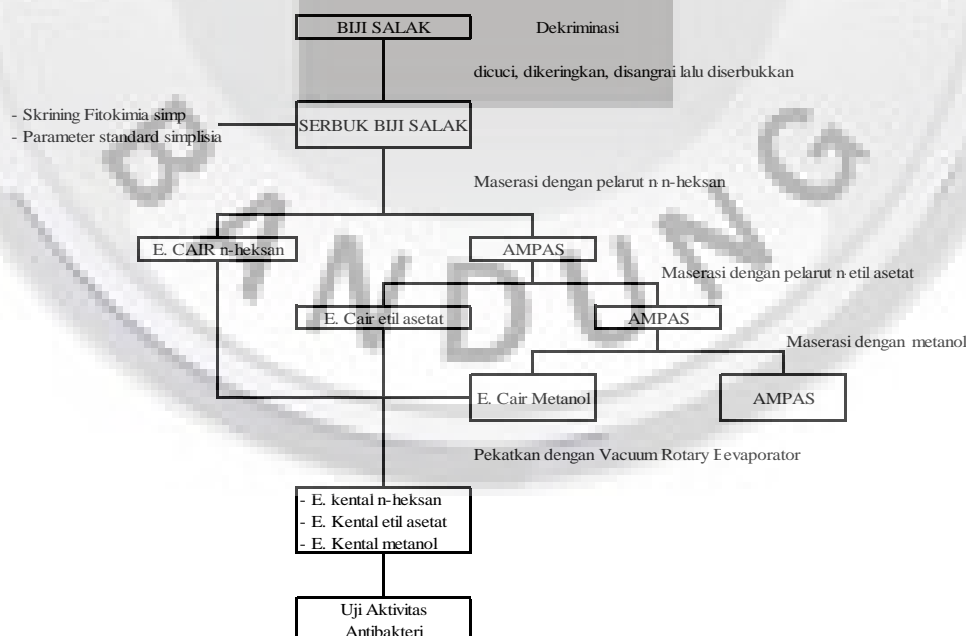 BIJI SALAK
Dekriminasi
dicuci, dikeringkan, disangrai lalu diserbukkan
- Skrining Fitokimia simp
- Parameter standard simplisia
SERBUK BIJI SALAK
Maserasi dengan pelarut n n-heksan
E. CAIR n-heksan
AMPAS
Maserasi dengan pelarut n etil asetat
E. Cair etil asetat
AMPAS
Maserasi dengan metanol
E. Cair Metanol
AMPAS
Pekatkan dengan Vacuum Rotary Eevaporator
- E. kental n-heksan
- E. Kental etil asetat
- E. Kental metanol
Uji Aktivitas
Antibakteri
BANDUNG